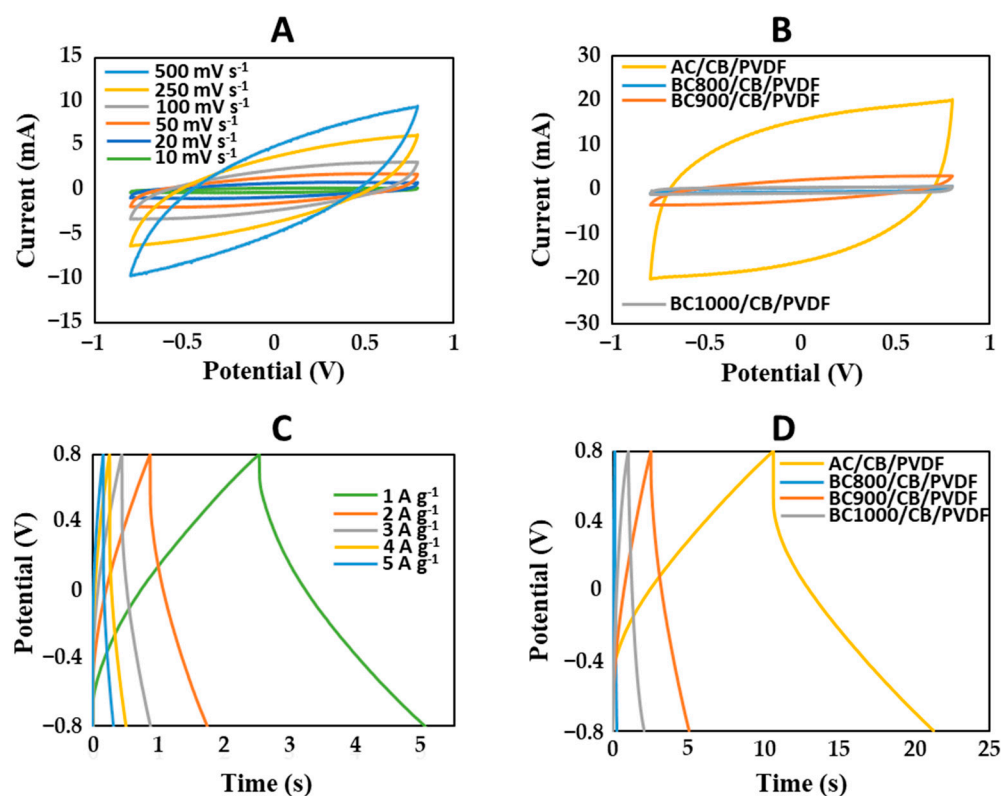 A
500 mV s⁻¹
250 mV s⁻¹
100 mV s⁻¹
50 mV s⁻¹
20 mV s⁻¹
10 mV s⁻¹
15
10
5
0
−5
−10
−15
−1
−0.5
0
0.5
1
Current (mA)
Potential (V)
B
AC/CB/PVDF
BC800/CB/PVDF
BC900/CB/PVDF
BC1000/CB/PVDF
30
20
10
0
−10
−20
−30
−1
−0.5
0
0.5
1
Current (mA)
Potential (V)
C
1 A g⁻¹
2 A g⁻¹
3 A g⁻¹
4 A g⁻¹
5 A g⁻¹
0.8
0.4
0
−0.4
−0.8
0
1
2
3
4
5
Potential (V)
Time (s)
D
AC/CB/PVDF
BC800/CB/PVDF
BC900/CB/PVDF
BC1000/CB/PVDF
0.8
0.4
0
−0.4
−0.8
0
5
10
15
20
25
Potential (V)
Time (s)